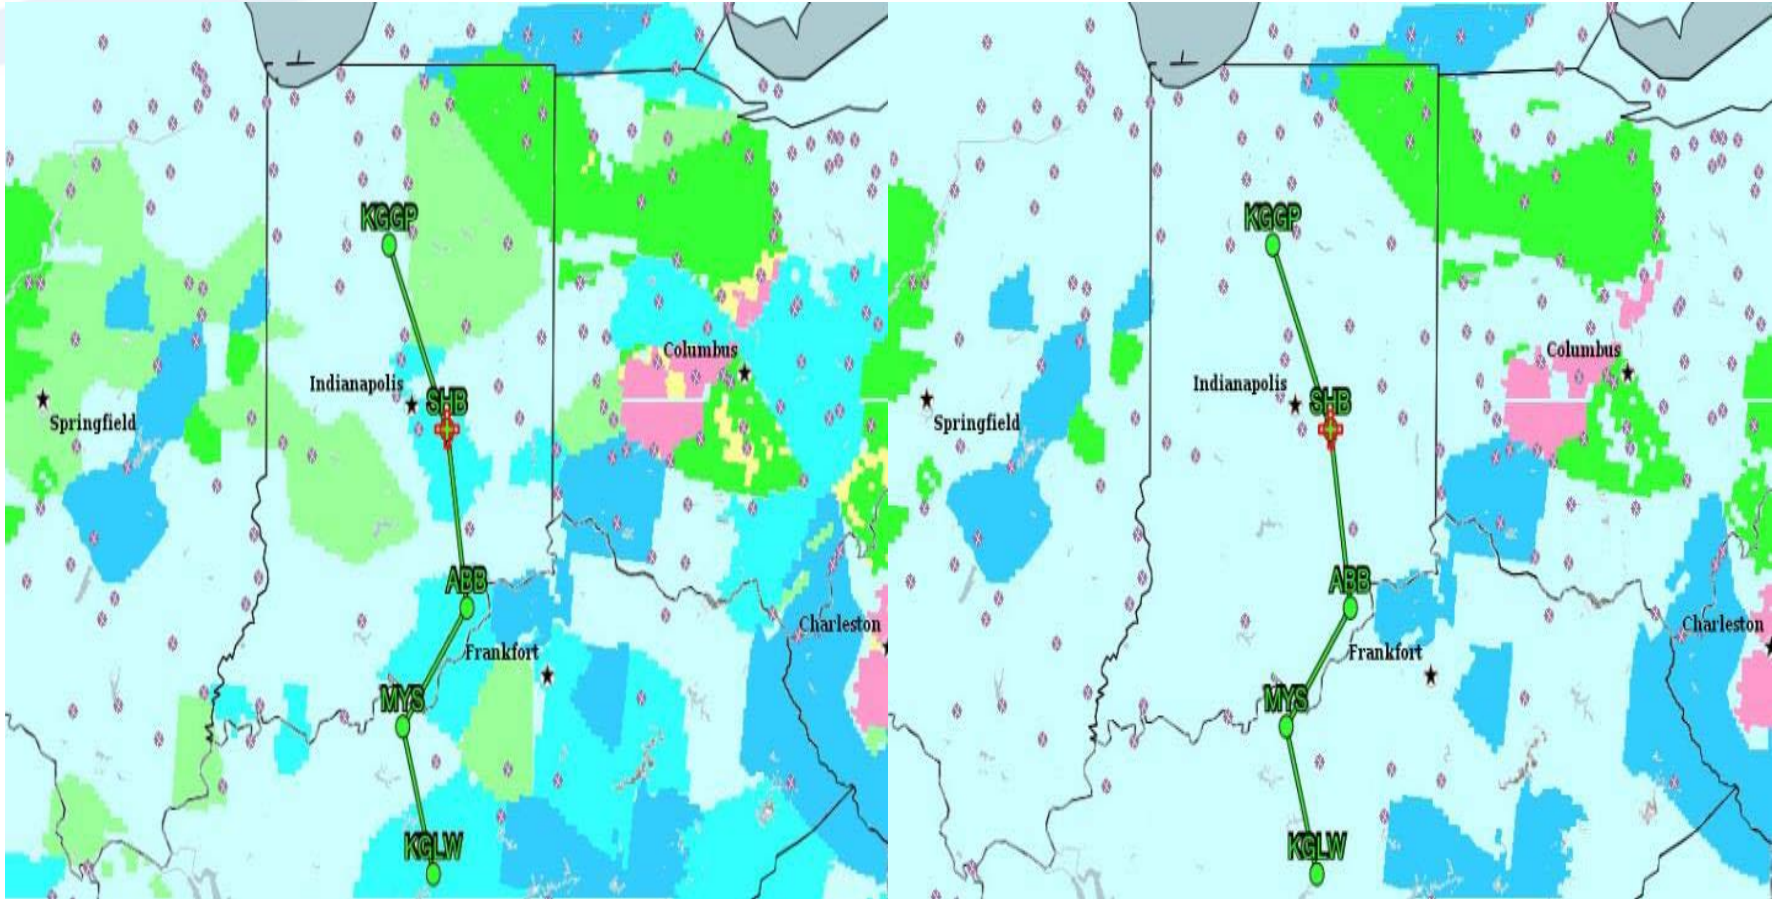 KGGP
KGGP
Columbus
Columbus
Indianapolis
Indianapolis
SHB
SHB
Springfield
Springfield
ABB
ABB
Charleston
Charleston
Frankfort
Frankfort
MYS
MYS
KGLW
KGLW